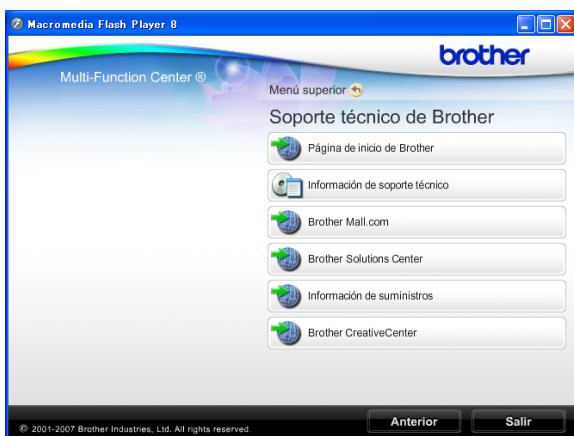 Macromedia Flash Player 8
brother
Multi-Function Center ®
Menú superior
Soporte técnico de Brother
Página de inicio de Brother
Información de soporte técnico
Brother Mall.com
Brother Solutions Center
Información de suministros
Brother CreativeCenter
Anterior
Salir
© 2001-2007 Brother Industries, Ltd. All rights reserved.